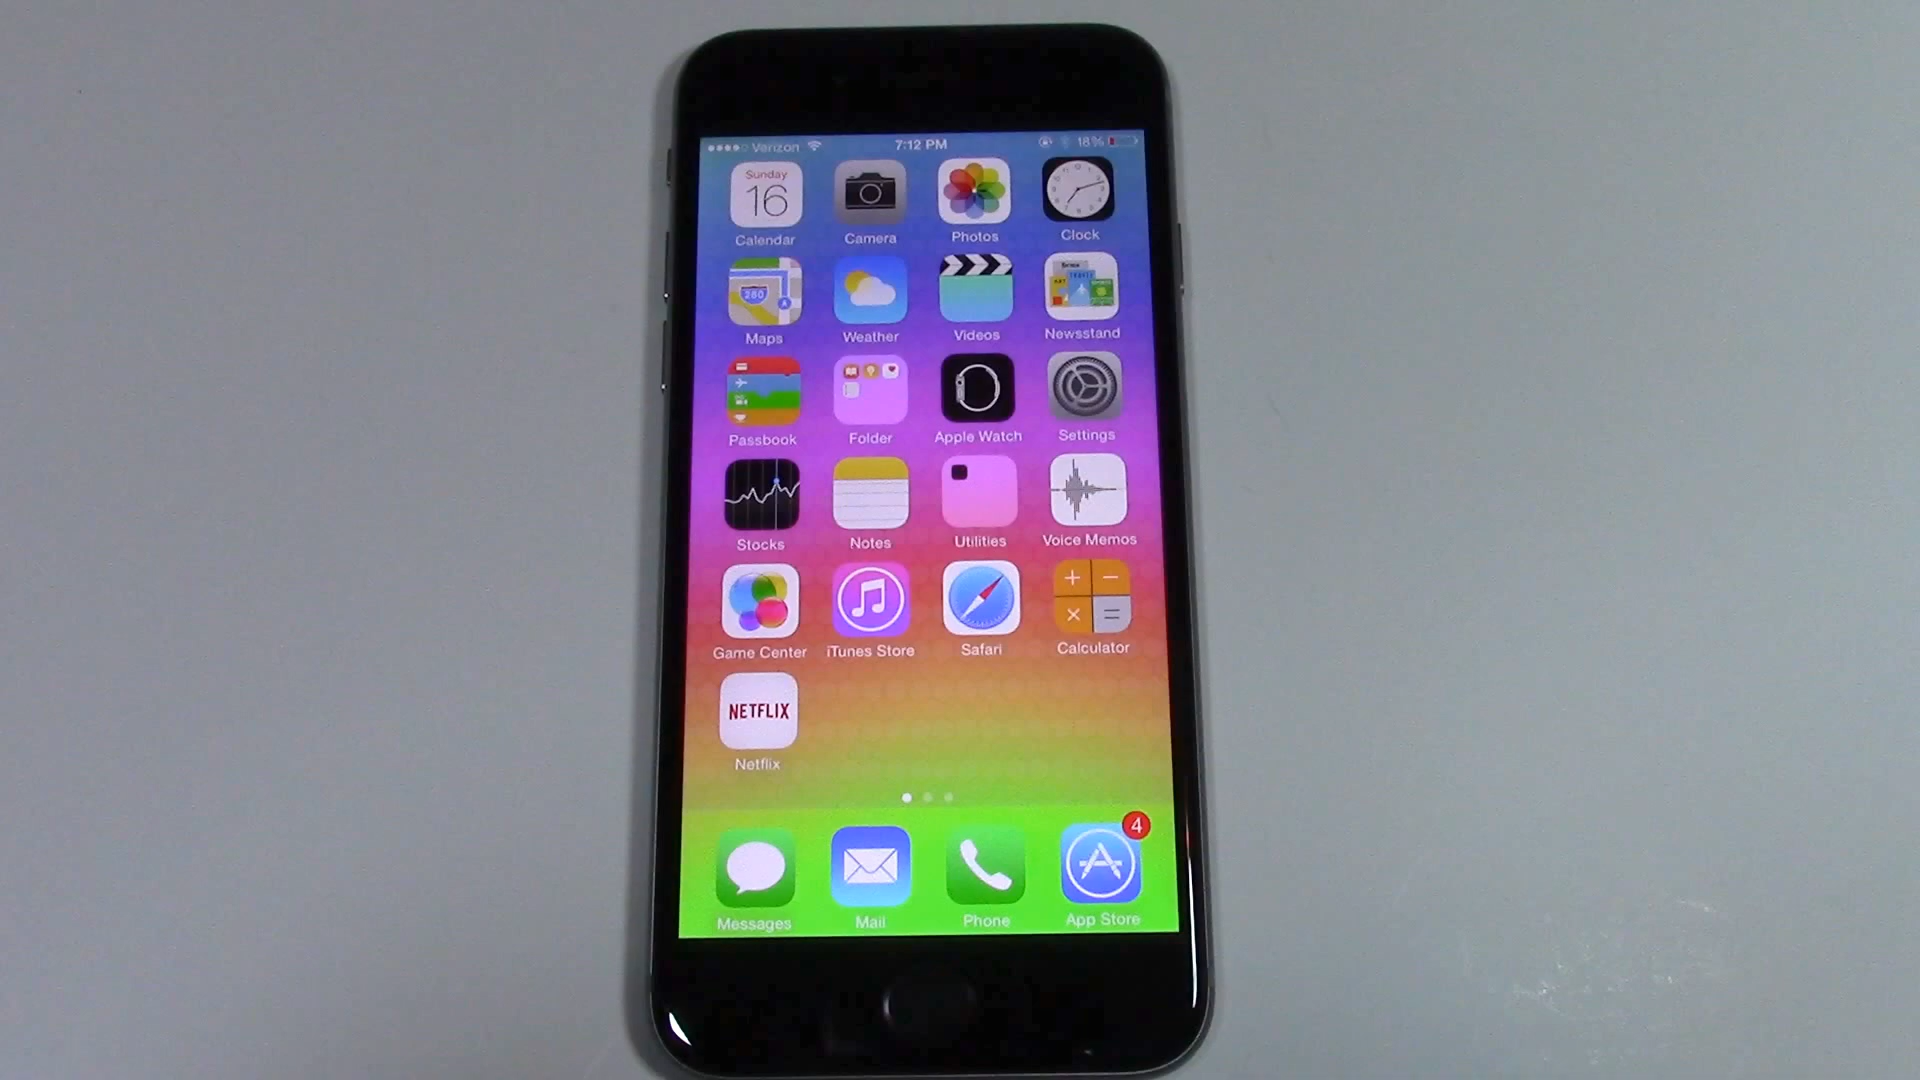 Verizon 7:12 PM 18%
Sunday
16
Calendar Camera Photos Clock
280
Maps Weather Videos Newsstand
Passbook Folder Apple Watch Settings
Stocks Notes Utilities Voice Memos
Game Center iTunes Store Safari Calculator
NETFLIX
Netflix
4
Messages Mail Phone App Store